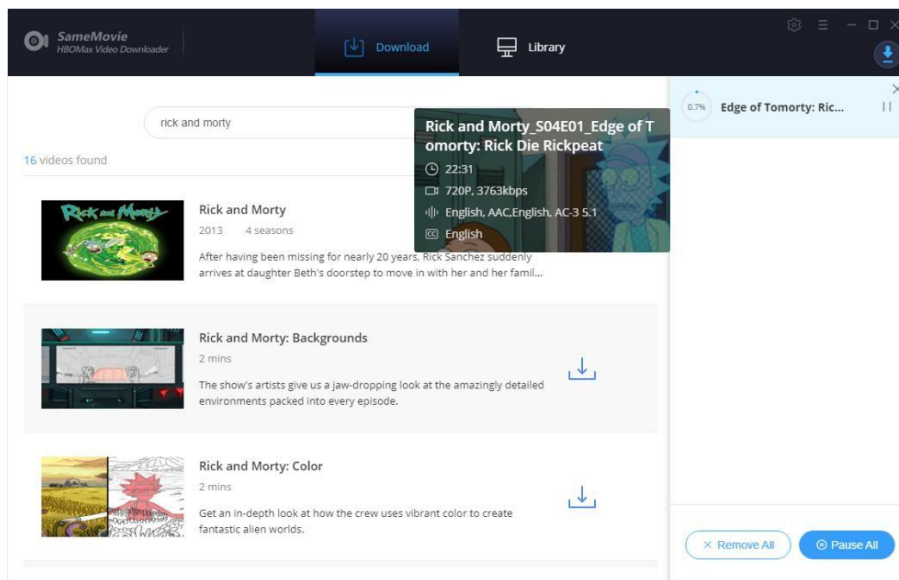 SameMovie
HBOMax Video Downloader
Download
Library
rick and morty
16 videos found
Rick and Morty_S04E01_Edge of T
omorty: Rick Die Rickpeat
22:31
720P, 3763kbps
English, AAC,English, AC-3 5.1
CC English
0.7%
Edge of Tomorty: Ric...
Rick and Morty
Rick and Morty
2013 4 seasons
After having been missing for nearly 20 years, Rick Sanchez suddenly
arrives at daughter Beth's doorstep to move in with her and her famil...
Rick and Morty: Backgrounds
2 mins
The show's artists give us a jaw-dropping look at the amazingly detailed
environments packed into every episode.
Rick and Morty: Color
2 mins
Get an in-depth look at how the crew uses vibrant color to create
fantastic alien worlds.
Remove All
Pause All